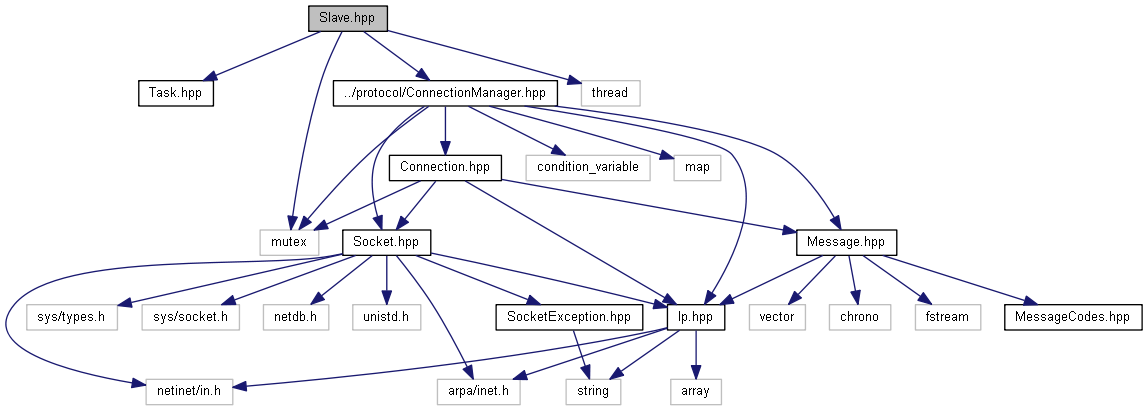 Slave.hpp
Task.hpp
../protocol/ConnectionManager.hpp
thread
Connection.hpp
condition_variable
map
mutex
Socket.hpp
Message.hpp
sys/types.h
sys/socket.h
netdb.h
unistd.h
SocketException.hpp
Ip.hpp
vector
chrono
fstream
MessageCodes.hpp
netinet/in.h
arpa/inet.h
string
array